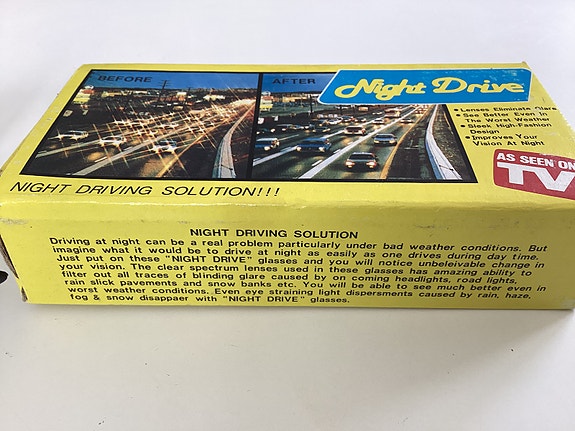 BEFORE
AFTER
Night Drive
• Lenses Eliminate Glare
• See Better Even In
The Worst Weather
• Sleek High-Fashion
Design
• Improves Your
Vision At Night
AS SEEN ON
TV
NIGHT DRIVING SOLUTION!!!
NIGHT DRIVING SOLUTION
Driving at night can be a real problem particularly under bad weather conditions. But
imagine what it would be to drive at night as easily as one drives during day time.
Just put on these "NIGHT DRIVE" glasses and you will notice unbeleivable change in
your vision. The clear spectrum lenses used in these glasses has amazing ability to
filter out all traces of binding glare caused by on coming headlights, road lights,
rain slick pavements and snow banks etc. You will be able to see much better even in
worst weather conditions. Even eye straining light dispersments caused by rain, haze,
fog & snow disappaer with "NIGHT DRIVE" glasses.